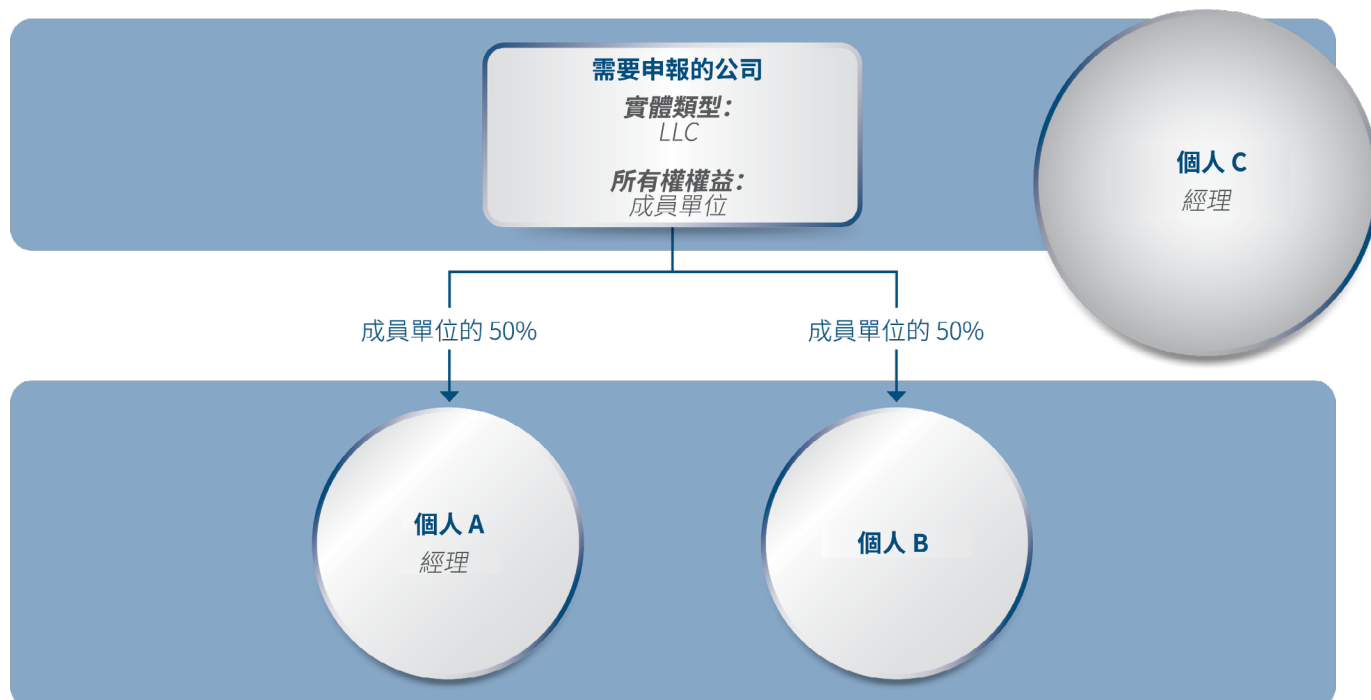 需要申報的公司
實體類型：
LLC
所有權權益：
成員單位
個人 C
經理
成員單位的 50%
成員單位的 50%
個人 A
經理
個人 B